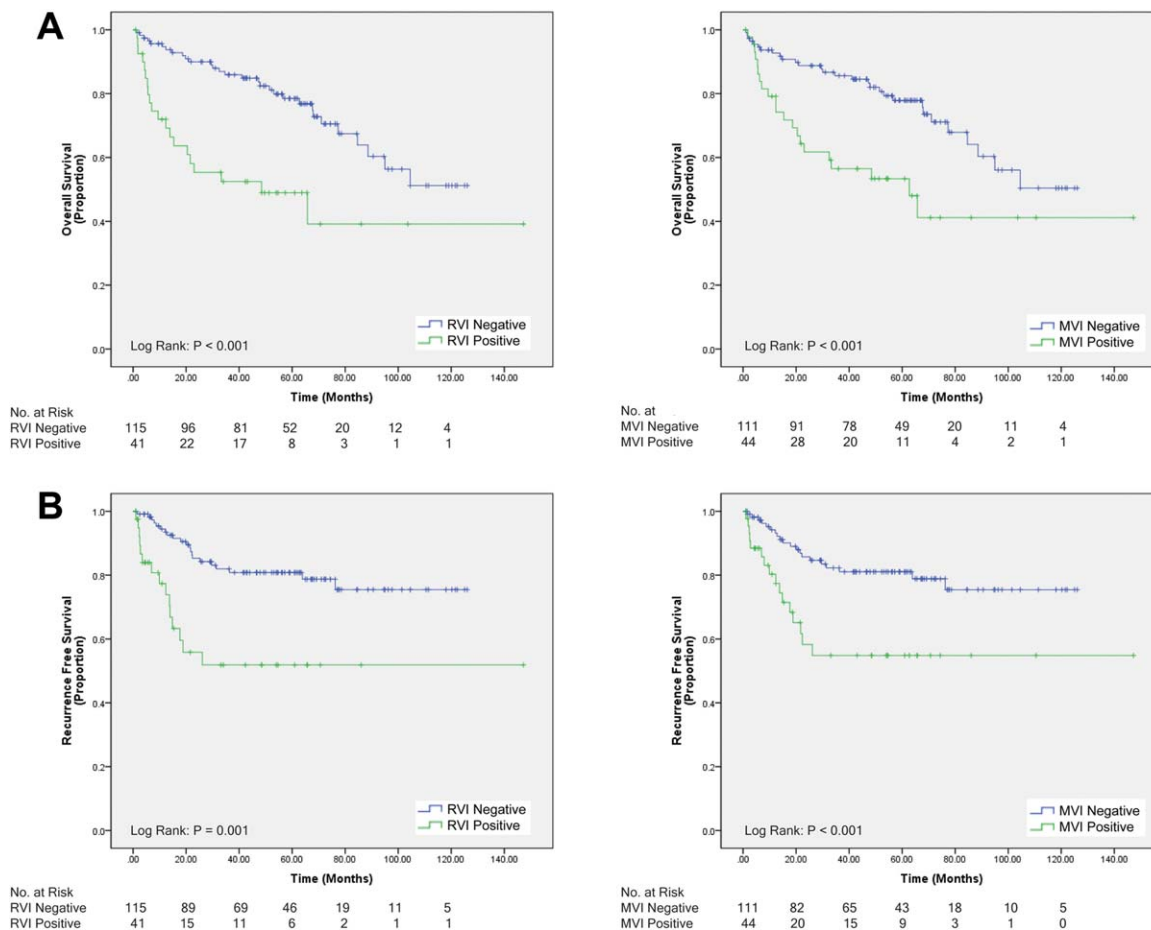 A
Overall Survival
(Proportion)
1.0
0.8
0.6
0.4
0.2
0.0
RVI Negative
RVI Positive
Log Rank: P < 0.001
.00 20.00 40.00 60.00 80.00 100.00 120.00 140.00
Time (Months)
No. at Risk
RVI Negative 115 96 81 52 20 12 4
RVI Positive 41 22 17 8 3 1 1
Overall Survival
(Proportion)
1.0
0.8
0.6
0.4
0.2
0.0
MVI Negative
MVI Positive
Log Rank: P < 0.001
.00 20.00 40.00 60.00 80.00 100.00 120.00 140.00
Time (Months)
No. at
MVI Negative 111 91 78 49 20 11 4
MVI Positive 44 28 20 11 4 2 1
B
Recurrence Free Survival
(Proportion)
1.0
0.8
0.6
0.4
0.2
0.0
RVI Negative
RVI Positive
Log Rank: P = 0.001
.00 20.00 40.00 60.00 80.00 100.00 120.00 140.00
Time (Months)
No. at Risk
RVI Negative 115 89 69 46 19 11 5
RVI Positive 41 15 11 6 2 1 1
Recurrence Free Survival
(Proportion)
1.0
0.8
0.6
0.4
0.2
0.0
MVI Negative
MVI Positive
Log Rank: P < 0.001
.00 20.00 40.00 60.00 80.00 100.00 120.00 140.00
Time (Months)
No. at Risk
MVI Negative 111 82 65 43 18 10 5
MVI Positive 44 20 15 9 3 1 0